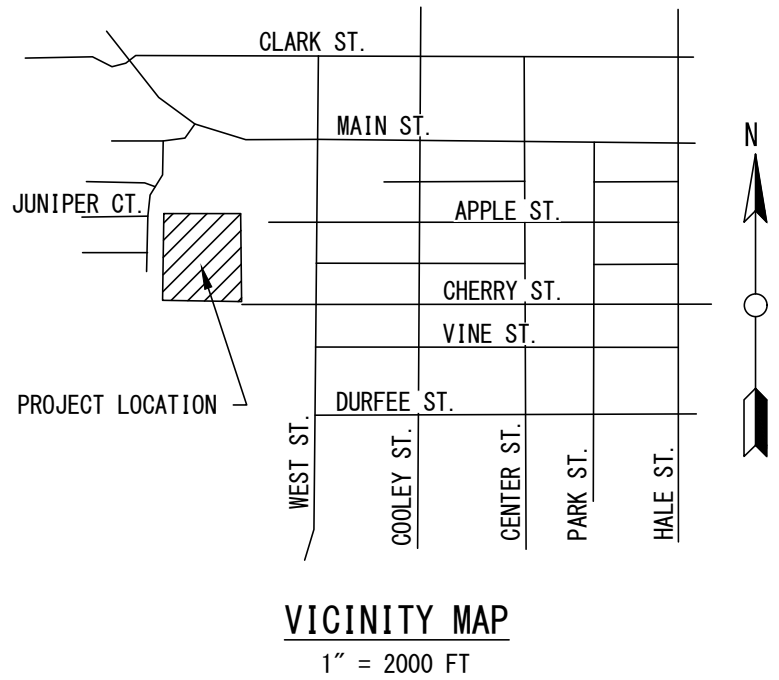 CLARK ST.
MAIN ST.
N
JUNIPER CT.
APPLE ST.
CHERRY ST.
VINE ST.
PROJECT LOCATION
DURFEE ST.
WEST ST.
COOLEY ST.
CENTER ST.
PARK ST.
HALE ST.
VICINITY MAP
1" = 2000 FT